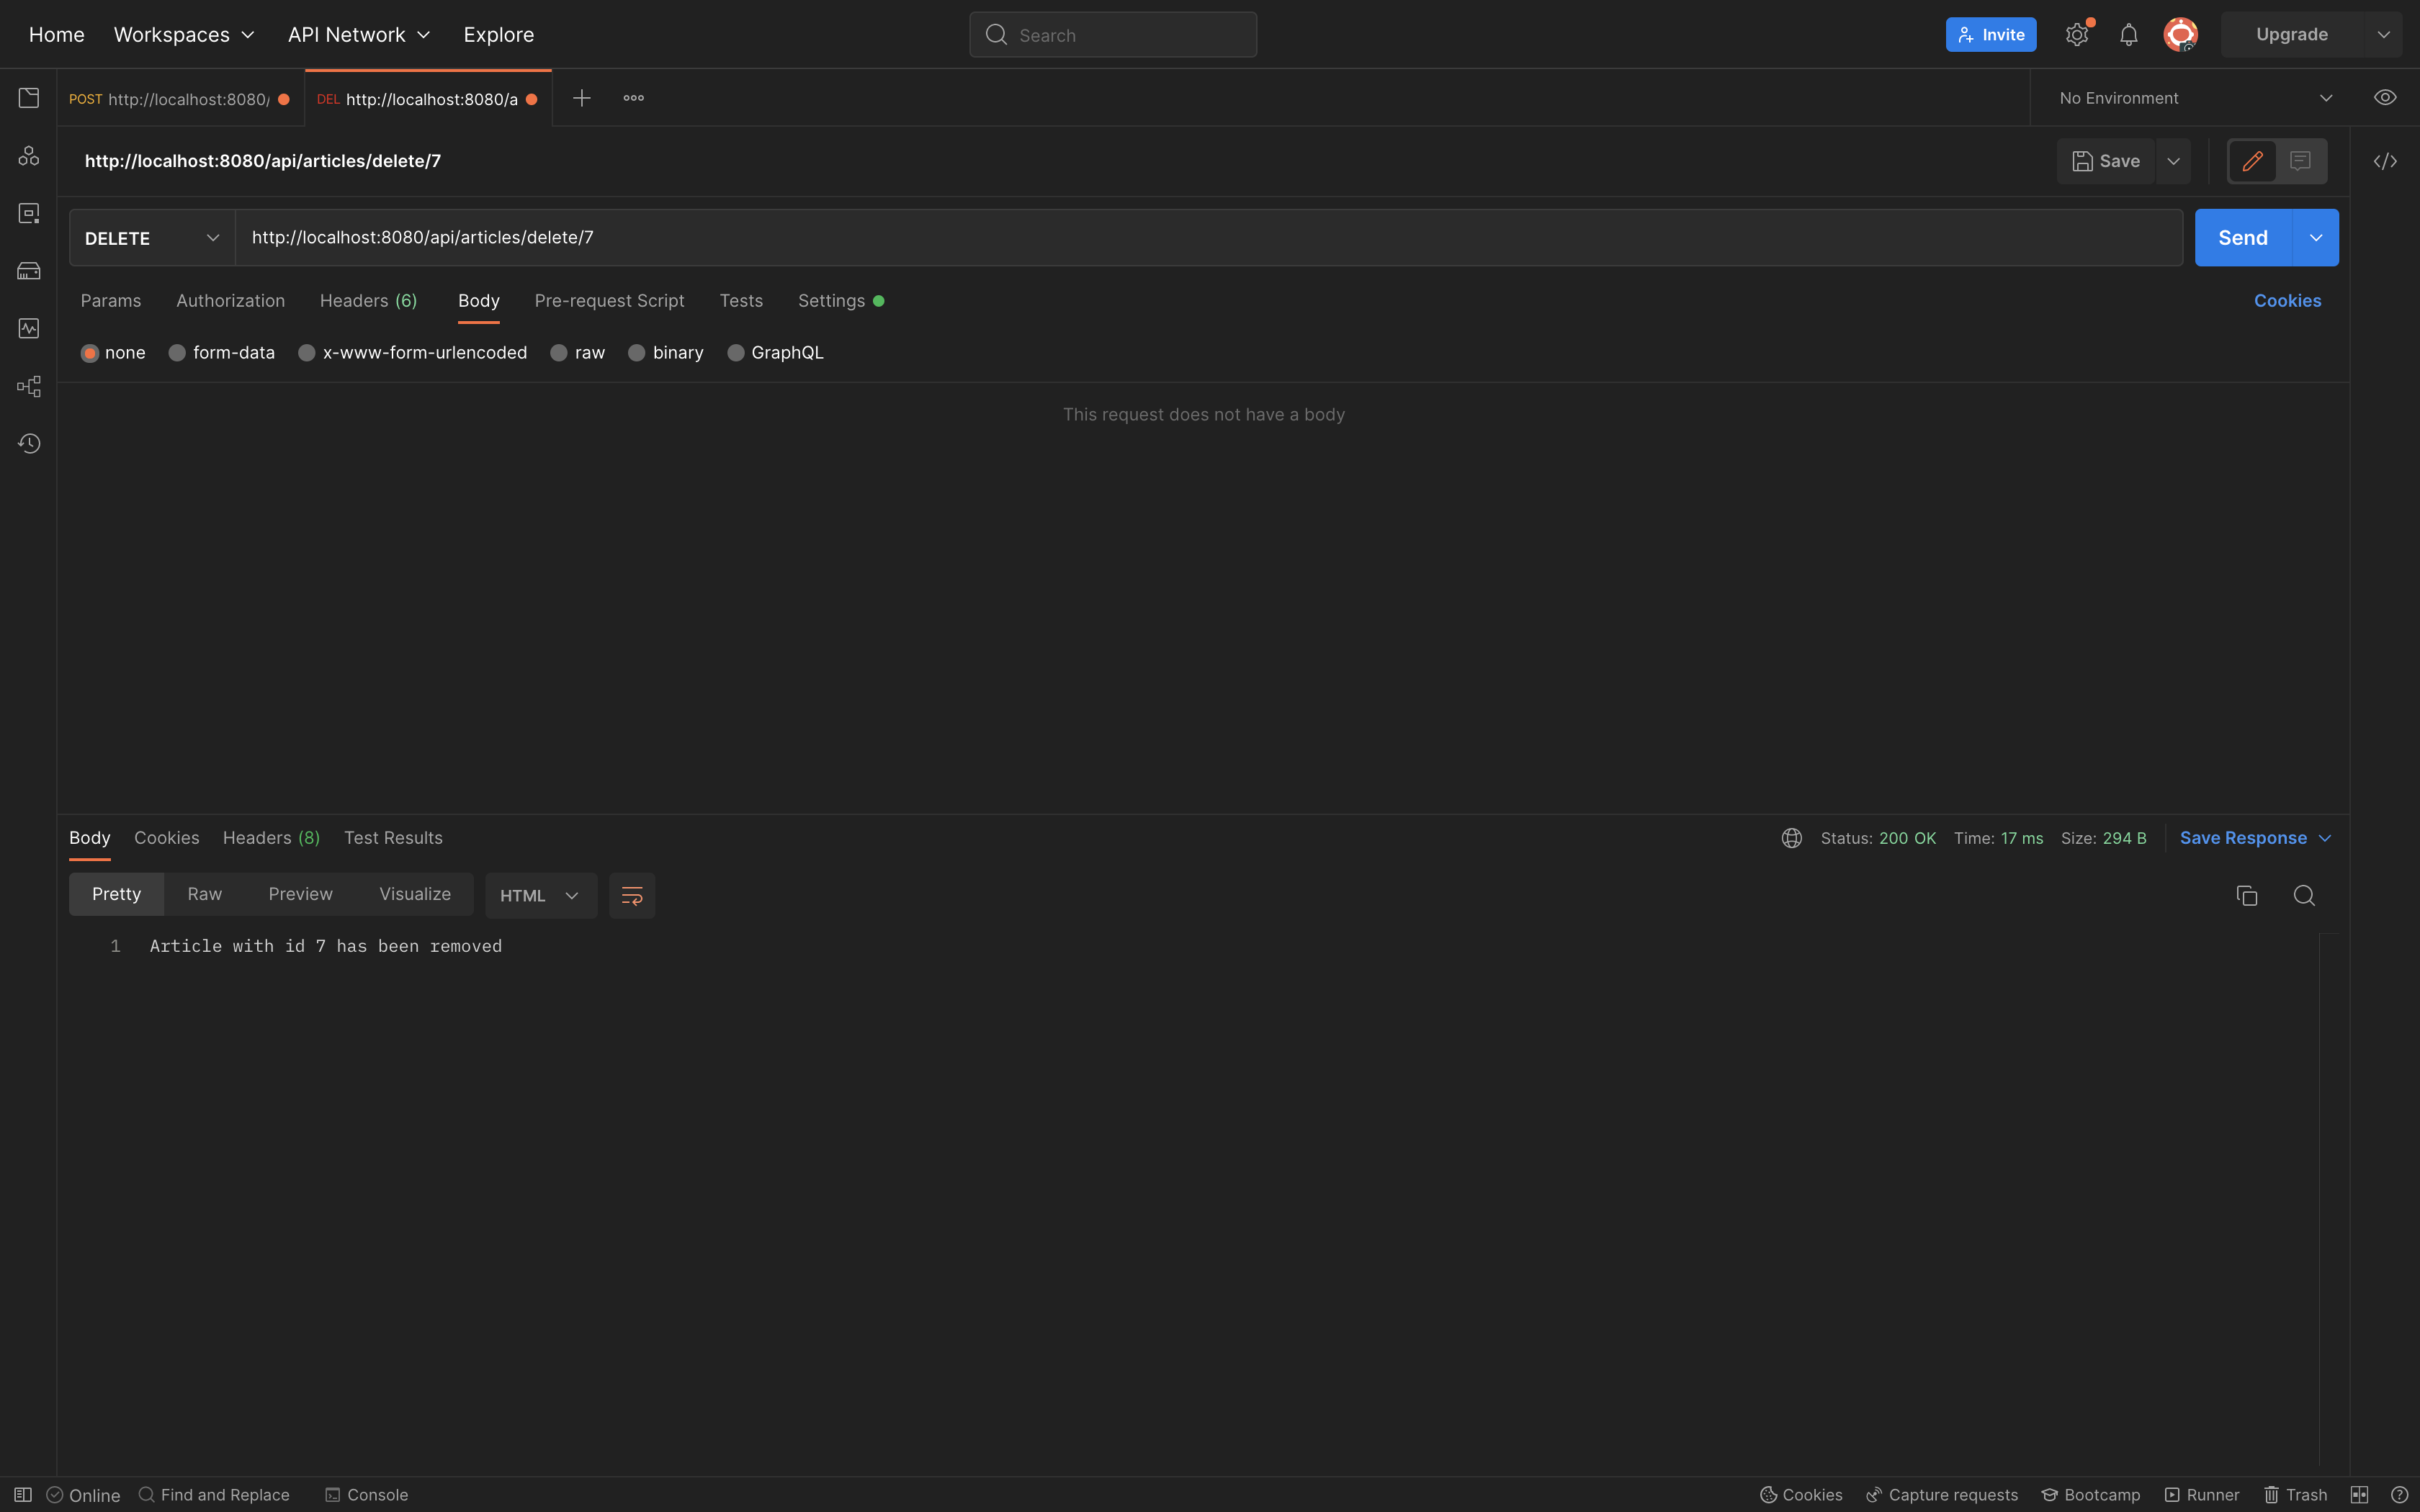 Home Workspaces API Network Explore Search Invite Upgrade
POST http://localhost:8080/ DEL http://localhost:8080/a No Environment
http://localhost:8080/api/articles/delete/7 Save
DELETE http://localhost:8080/api/articles/delete/7 Send
Params Authorization Headers (6) Body Pre-request Script Tests Settings Cookies
none form-data x-www-form-urlencoded raw binary GraphQL
This request does not have a body
Body Cookies Headers (8) Test Results Status: 200 OK Time: 17 ms Size: 294 B Save Response
Pretty Raw Preview Visualize HTML
1 Article with id 7 has been removed
Online Find and Replace Console Cookies Capture requests Bootcamp Runner Trash